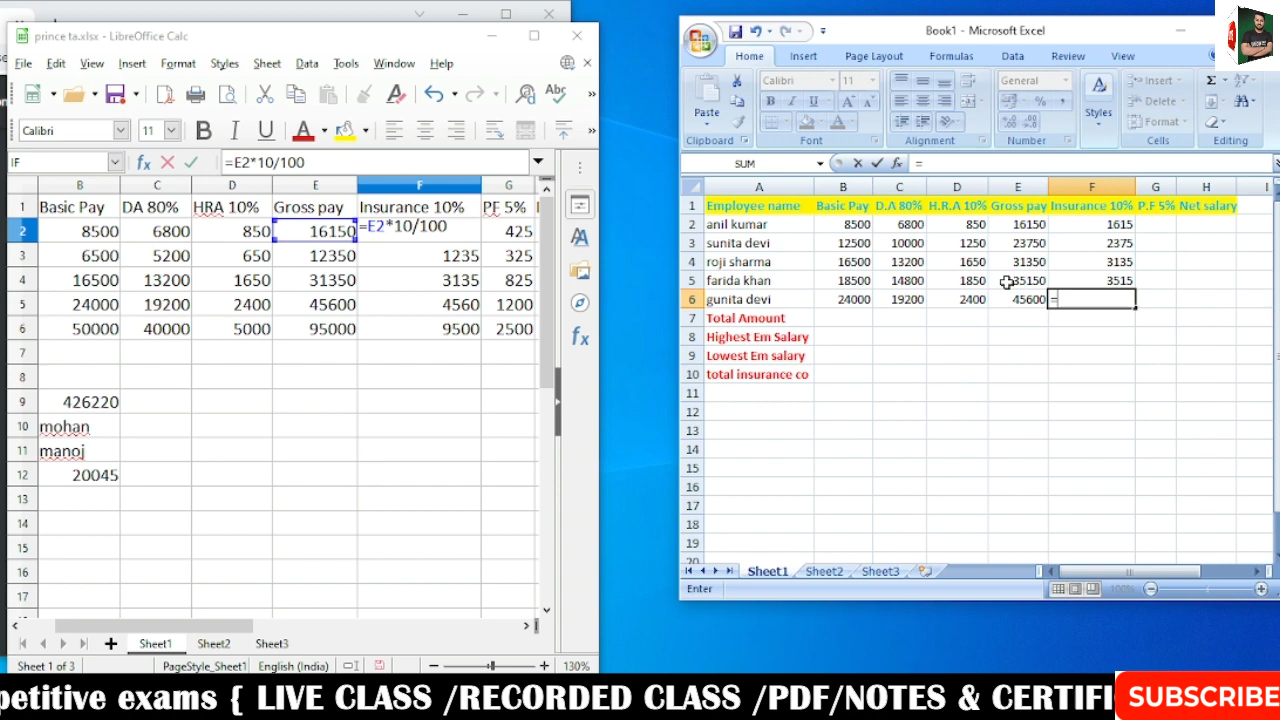 prince ta.xlsx - LibreOffice Calc
File Edit View Insert Format Styles Sheet Data Tools Window Help
Calibri 11 B I U A
IF fx =E2*10/100
B C D E F G
1 Basic Pay DA 80% HRA 10% Gross pay Insurance 10% PF 5%
2 8500 6800 850 16150 =E2*10/100 425
3 6500 5200 650 12350 1235 325
4 16500 13200 1650 31350 3135 825
5 24000 19200 2400 45600 4560 1200
6 50000 40000 5000 95000 9500 2500
7
8
9 426220
10 mohan
11 manoj
12 20045
13
14
15
16
17
Sheet1 Sheet2 Sheet3
Sheet 1 of 3 PageStyle_Sheet1 English (India) 130%
Book1 - Microsoft Excel
Home Insert Page Layout Formulas Data Review View
Paste Calibri 11 General Styles Insert Delete Format
Clipboard Font Alignment Number Cells Editing
SUM fx =
A B C D E F G H I
1 Employee name Basic Pay D.A 80% H.R.A 10% Gross pay Insurance 10% P.F 5% Net salary
2 anil kumar 8500 6800 850 16150 1615
3 sunita devi 12500 10000 1250 23750 2375
4 roji sharma 16500 13200 1650 31350 3135
5 farida khan 18500 14800 1850 35150 3515
6 gunita devi 24000 19200 2400 45600 =
7 Total Amount
8 Highest Em Salary
9 Lowest Em salary
10 total insurance co
11
12
13
14
15
16
17
18
19
20
Sheet1 Sheet2 Sheet3
Enter 100%
petitive exams { LIVE CLASS /RECORDED CLASS /PDF/NOTES & CERTIFI
SUBSCRIBE